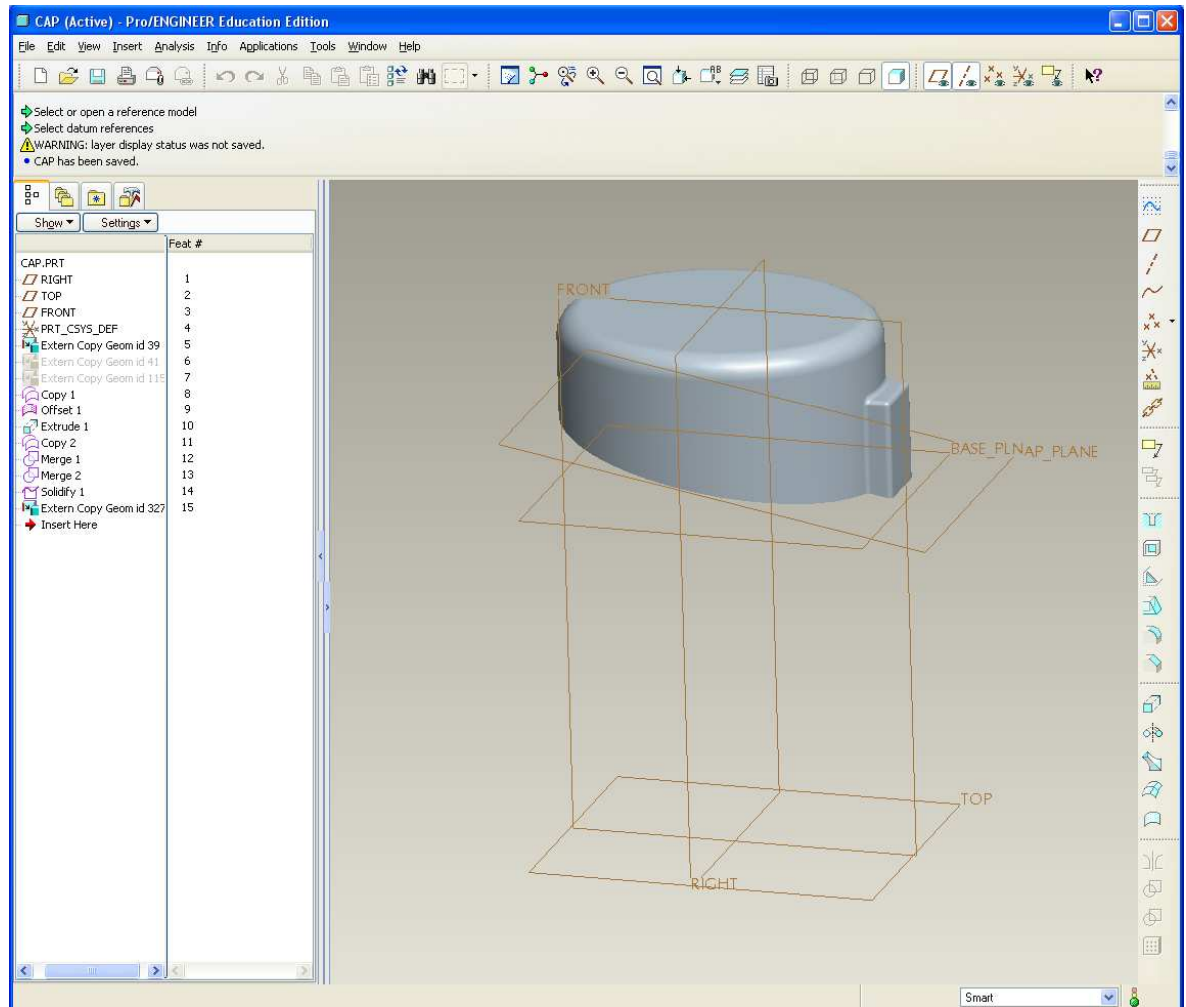 CAP (Active) - Pro/ENGINEER Education Edition
File Edit View Insert Analysis Info Applications Tools Window Help
Select or open a reference model
Select datum references
WARNING: layer display status was not saved.
• CAP has been saved.
Show Settings
Feat #
CAP.PRT
RIGHT 1
TOP 2
FRONT 3
PRT_CSYS_DEF 4
Extern Copy Geom id 39 5
Extern Copy Geom id 41 6
Extern Copy Geom id 115 7
Copy 1 8
Offset 1 9
Extrude 1 10
Copy 2 11
Merge 1 12
Merge 2 13
Solidify 1 14
Extern Copy Geom id 327 15
Insert Here
FRONT
BASE_PLN AP_PLANE
TOP
RIGHT
Smart